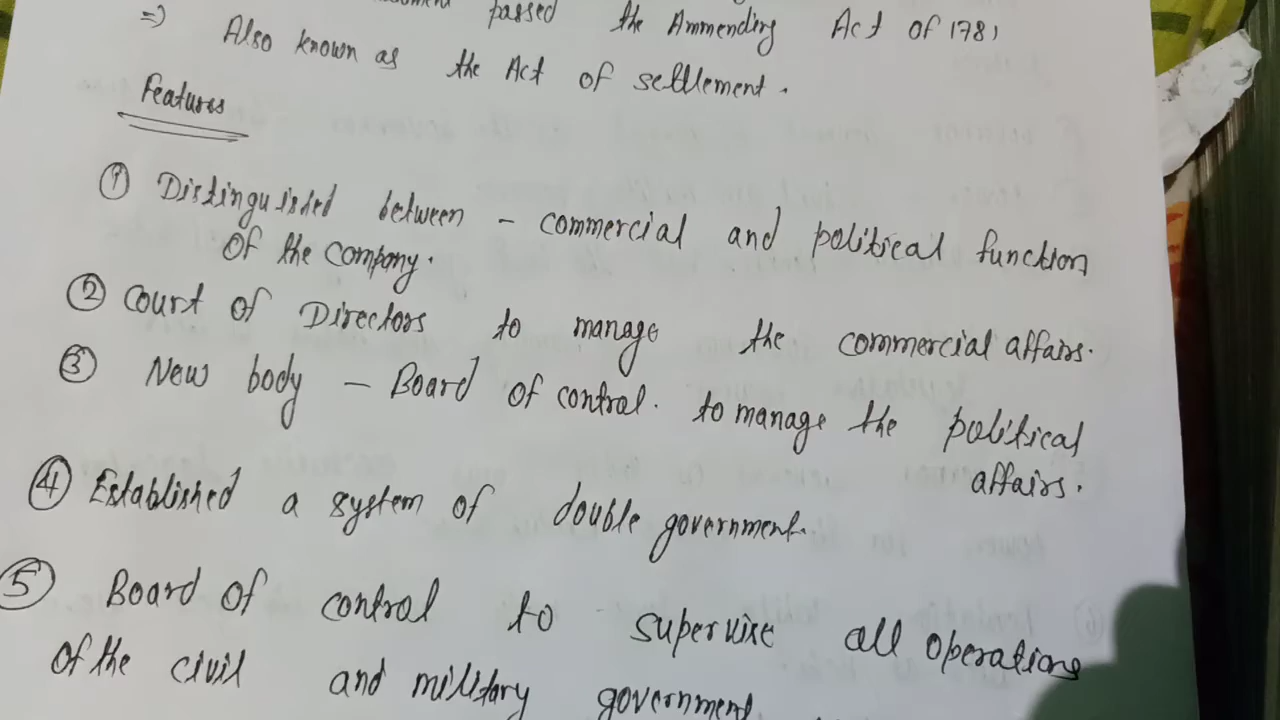 =) passed the Ammending Act of 1781
Also known as the Act of settlement.
Features
① Distinguished between - commercial and political function
of the company.
② Court of Directors to manage the commercial affairs.
③ New body - Board of control. to manage the political
affairs.
④ Established a system of double government.
⑤ Board of control to supervise all operations
of the civil and military government